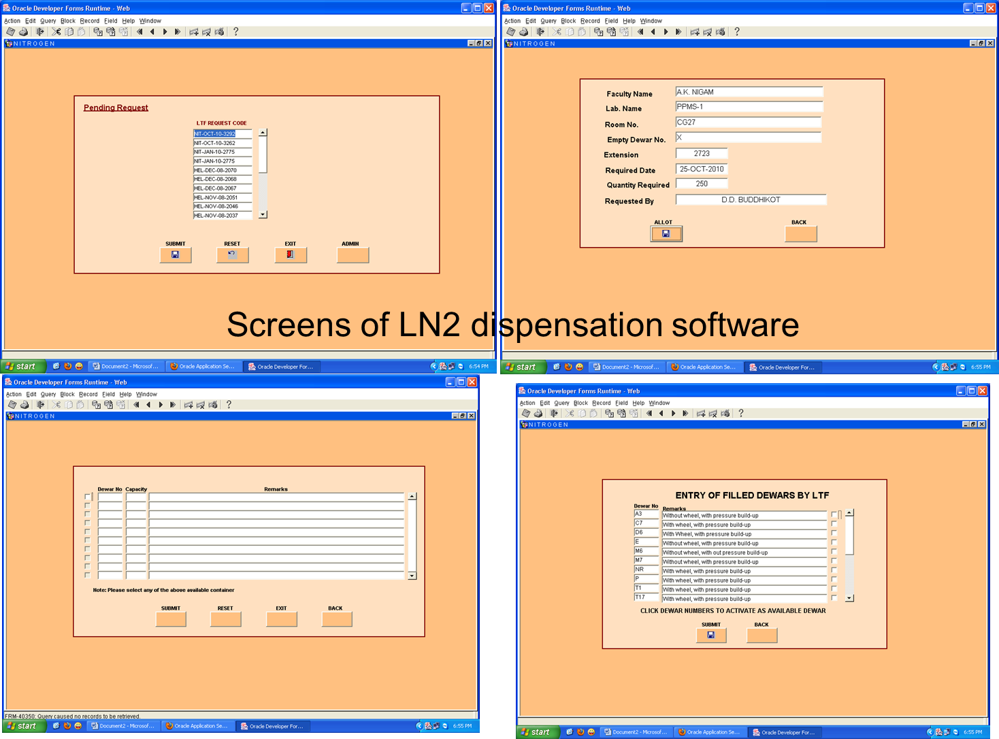 Oracle Developer Forms Runtime - Web
Action Edit Query Block Record Field Help Window
NITROGEN
Pending Request
LTF REQUEST CODE
NIT-OCT-10-3292
NIT-OCT-10-3262
NIT-JAN-10-2775
NIT-JAN-10-2775
HEL-DEC-08-2070
HEL-DEC-08-2068
HEL-DEC-08-2067
HEL-NOV-08-2051
HEL-NOV-08-2046
HEL-NOV-08-2037
SUBMIT RESET EXIT ADMIN
start Document2 - Microsof... Oracle Application Se... Oracle Developer For... 6:54 PM
Oracle Developer Forms Runtime - Web
Action Edit Query Block Record Field Help Window
NITROGEN
Faculty Name A.K. NIGAM
Lab. Name PPMS-1
Room No. CG27
Empty Dewar No. X
Extension 2723
Required Date 25-OCT-2010
Quantity Required 250
Requested By D.D. BUDDHIKOT
ALLOT BACK
start Document2 - Microsof... Oracle Application Se... Oracle Developer For... 6:55 PM
Screens of LN2 dispensation software
Oracle Developer Forms Runtime - Web
Action Edit Query Block Record Field Help Window
NITROGEN
Dewar No Capacity Remarks
Note: Please select any of the above available container
SUBMIT RESET EXIT BACK
FRM-40350: Query caused no records to be retrieved.
start Document2 - Microsof... Oracle Application Se... Oracle Developer For... 6:55 PM
Oracle Developer Forms Runtime - Web
Action Edit Query Block Record Field Help Window
NITROGEN
ENTRY OF FILLED DEWARS BY LTF
Dewar No Remarks
A3 Without wheel, with pressure build-up
C7 With wheel, with pressure build-up
D6 With Wheel, with pressure build-up
E Without wheel, with pressure build-up
M6 Without wheel, with out pressure build-up
M7 Without wheel, with pressure build-up
NR With wheel, with pressure build-up
P With wheel, with pressure build-up
T1 With wheel, with pressure build-up
T17 With wheel, with pressure build-up
CLICK DEWAR NUMBERS TO ACTIVATE AS AVAILABLE DEWAR
SUBMIT BACK
start Document2 - Microsof... Oracle Application Se... Oracle Developer For... 6:55 PM